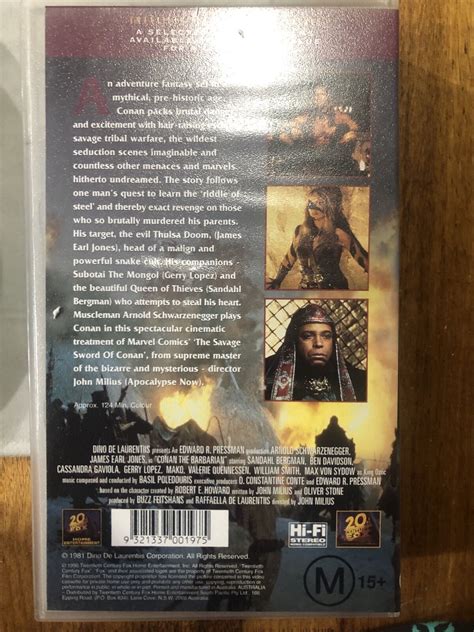 A SELECT
AVAILABLE
FOR
An adventure fantasy set in
mythical, pre-historic age.
Conan packs brutal
and excitement with hair-raising
savage tribal warfare, the wildest
seduction scenes imaginable and
countless other menaces and marvels
hitherto undreamed. The story follows
one man's quest to learn the 'riddle of
steel' and thereby exact revenge on those
who so brutally murdered his parents.
His target, the evil Thulsa Doom, (James
Earl Jones), head of a malign and
powerful snake cult. His companions -
Subotai The Mongol (Gerry Lopez) and
the beautiful Queen of Thieves (Sandahl
Bergman) who attempts to steal his heart.
Muscleman Arnold Schwarzenegger plays
Conan in this spectacular cinematic
treatment of Marvel Comics' 'The Savage
Sword Of Conan', from supreme master
of the bizarre and mysterious - director
John Milius (Apocalypse Now).
Approx. 124 Min. Colour
DINO DE LAURENTIIS presents An EDWARD R. PRESSMAN production ARNOLD SCHWARZENEGGER,
JAMES EARL JONES, in "CONAN THE BARBARIAN" starring SANDAHL BERGMAN, BEN DAVIDSON,
CASSANDRA GAVIOLA, GERRY LOPEZ, MAKO, VALERIE QUENNESSEN, WILLIAM SMITH, MAX VON SYDOW as King Osric
Music composed and conducted by BASIL POLEDOURIS executive producers D. CONSTANTINE CONTE and EDWARD R. PRESSMAN
based on the character created by ROBERT E. HOWARD written by JOHN MILIUS and OLIVER STONE
produced by BUZZ FEITSHANS and RAFFAELLA DE LAURENTIIS directed by JOHN MILIUS
20
9 321337 001975
Hi-Fi
STEREO
20
© 1981 Dino De Laurentiis Corporation. All Rights Reserved.
M 15+